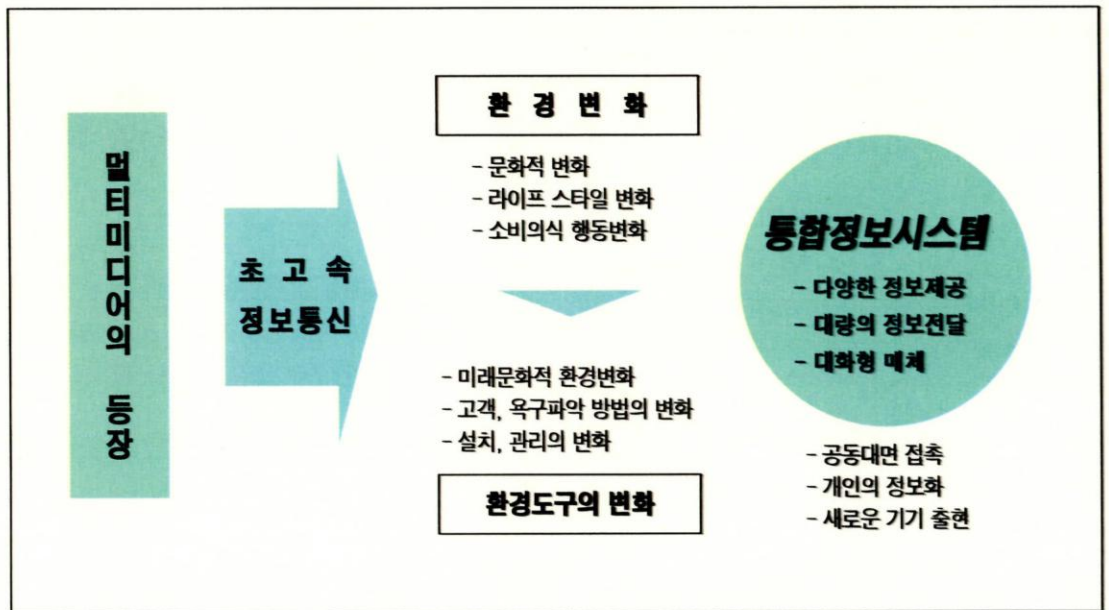 멀티미디어의 등장
초고속
정보통신
환경변화
- 문화적 변화
- 라이프 스타일 변화
- 소비의식 행동변화
- 미래문화적 환경변화
- 고객, 욕구파악 방법의 변화
- 설치, 관리의 변화
환경도구의 변화
통합정보시스템
- 다양한 정보제공
- 대량의 정보전달
- 대화형 매체
- 공동대면 접촉
- 개인의 정보화
- 새로운 기기 출현